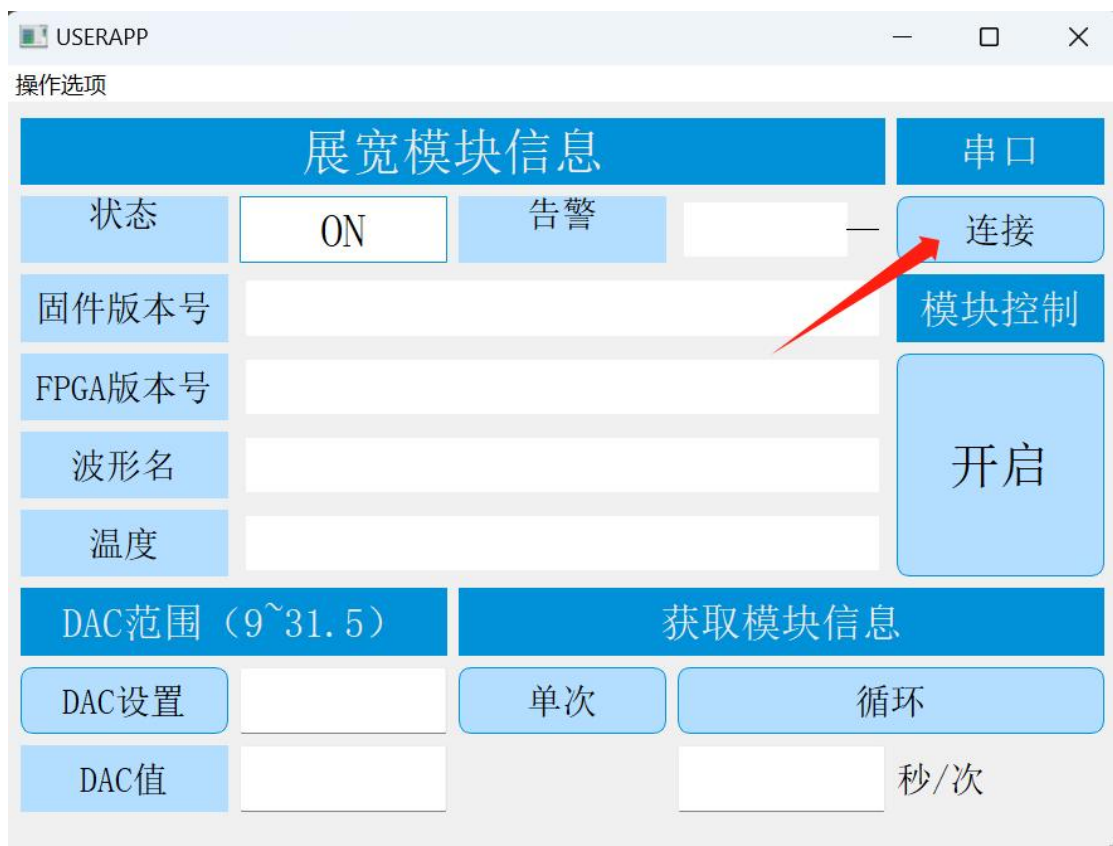 USERAPP
操作选项
展宽模块信息 串口
状态 ON 告警 连接
固件版本号 模块控制
FPGA版本号
波形名 开启
温度
DAC范围（9~31.5） 获取模块信息
DAC设置 单次 循环
DAC值 秒/次